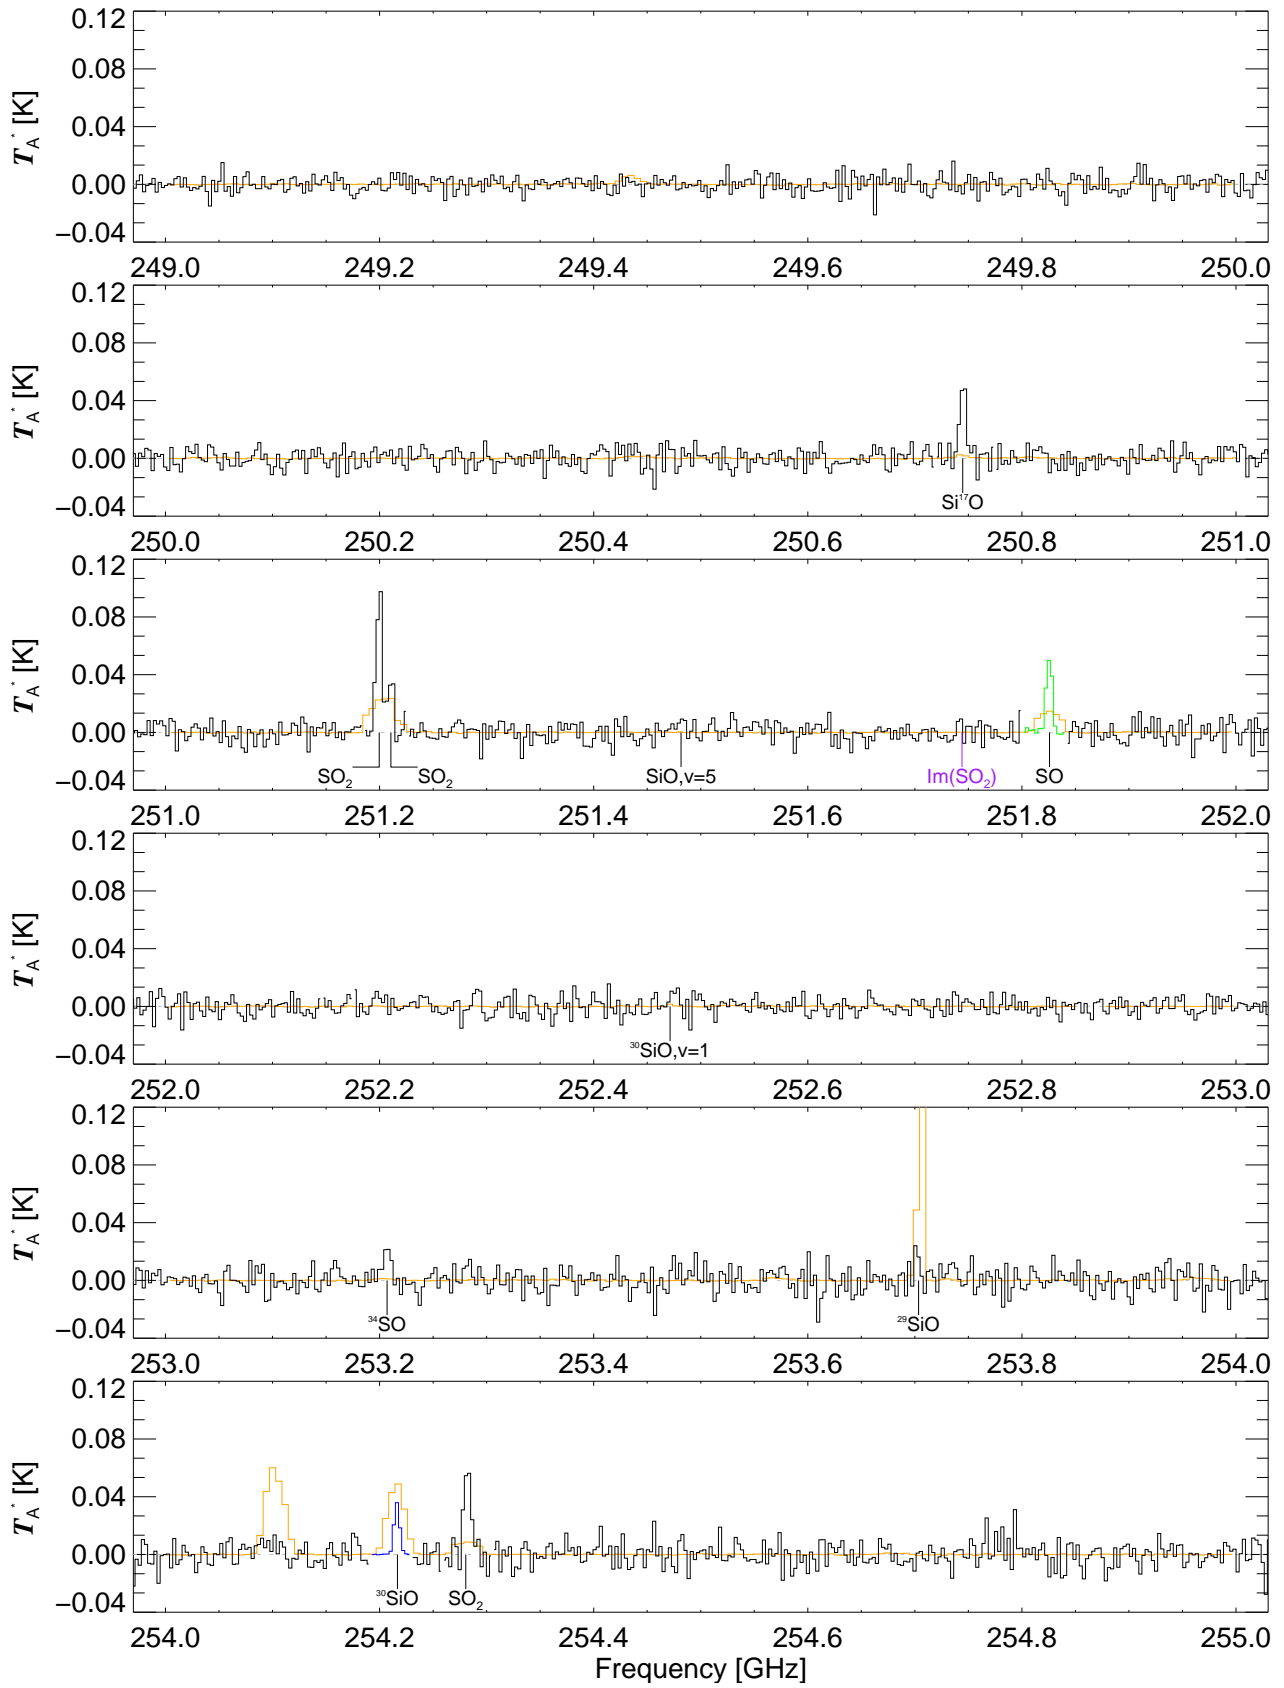 0.12
0.08
0.04
0.00
−0.04
T*A [K]
249.0 249.2 249.4 249.6 249.8 250.0
0.12
0.08
0.04
0.00
−0.04
T*A [K]
Si¹⁷O
250.0 250.2 250.4 250.6 250.8 251.0
0.12
0.08
0.04
0.00
−0.04
T*A [K]
SO₂ SO₂ SiO,v=5 Im(SO₂) SO
251.0 251.2 251.4 251.6 251.8 252.0
0.12
0.08
0.04
0.00
−0.04
T*A [K]
³⁰SiO,v=1
252.0 252.2 252.4 252.6 252.8 253.0
0.12
0.08
0.04
0.00
−0.04
T*A [K]
³⁴SO ²⁹SiO
253.0 253.2 253.4 253.6 253.8 254.0
0.12
0.08
0.04
0.00
−0.04
T*A [K]
³⁰SiO SO₂
254.0 254.2 254.4 254.6 254.8 255.0
Frequency [GHz]